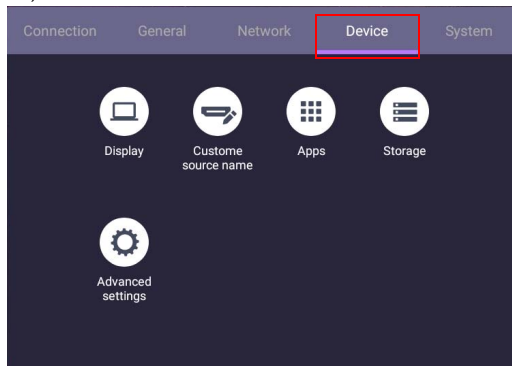 Connection General Network Device System
Display
Custome
source name
Apps
Storage
Advanced
settings